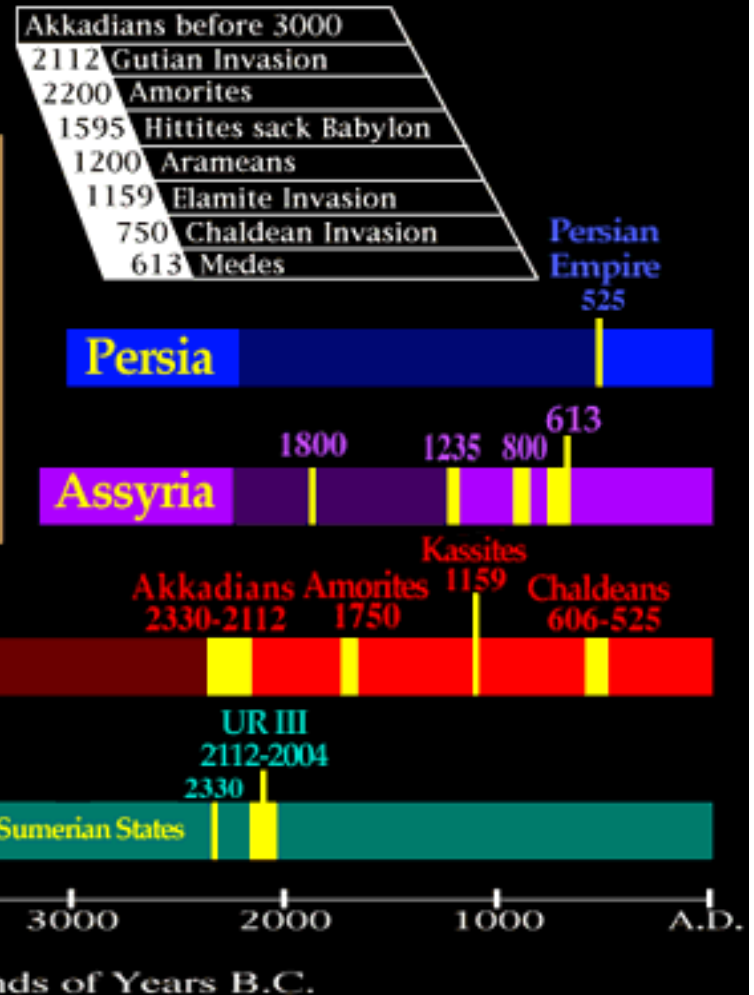 Akkadians before 3000
2112 Gutian Invasion
2200 Amorites
1595 Hittites sack Babylon
1200 Arameans
1159 Elamite Invasion
750 Chaldean Invasion
613 Medes
Persian
Empire
525
Persia
613
1800 1235 800
Assyria
Kassites
1159
Akkadians Amorites Chaldeans
2330-2112 1750 606-525
UR III
2112-2004
2330
Sumerian States
3000 2000 1000 A.D.
of Years B.C.